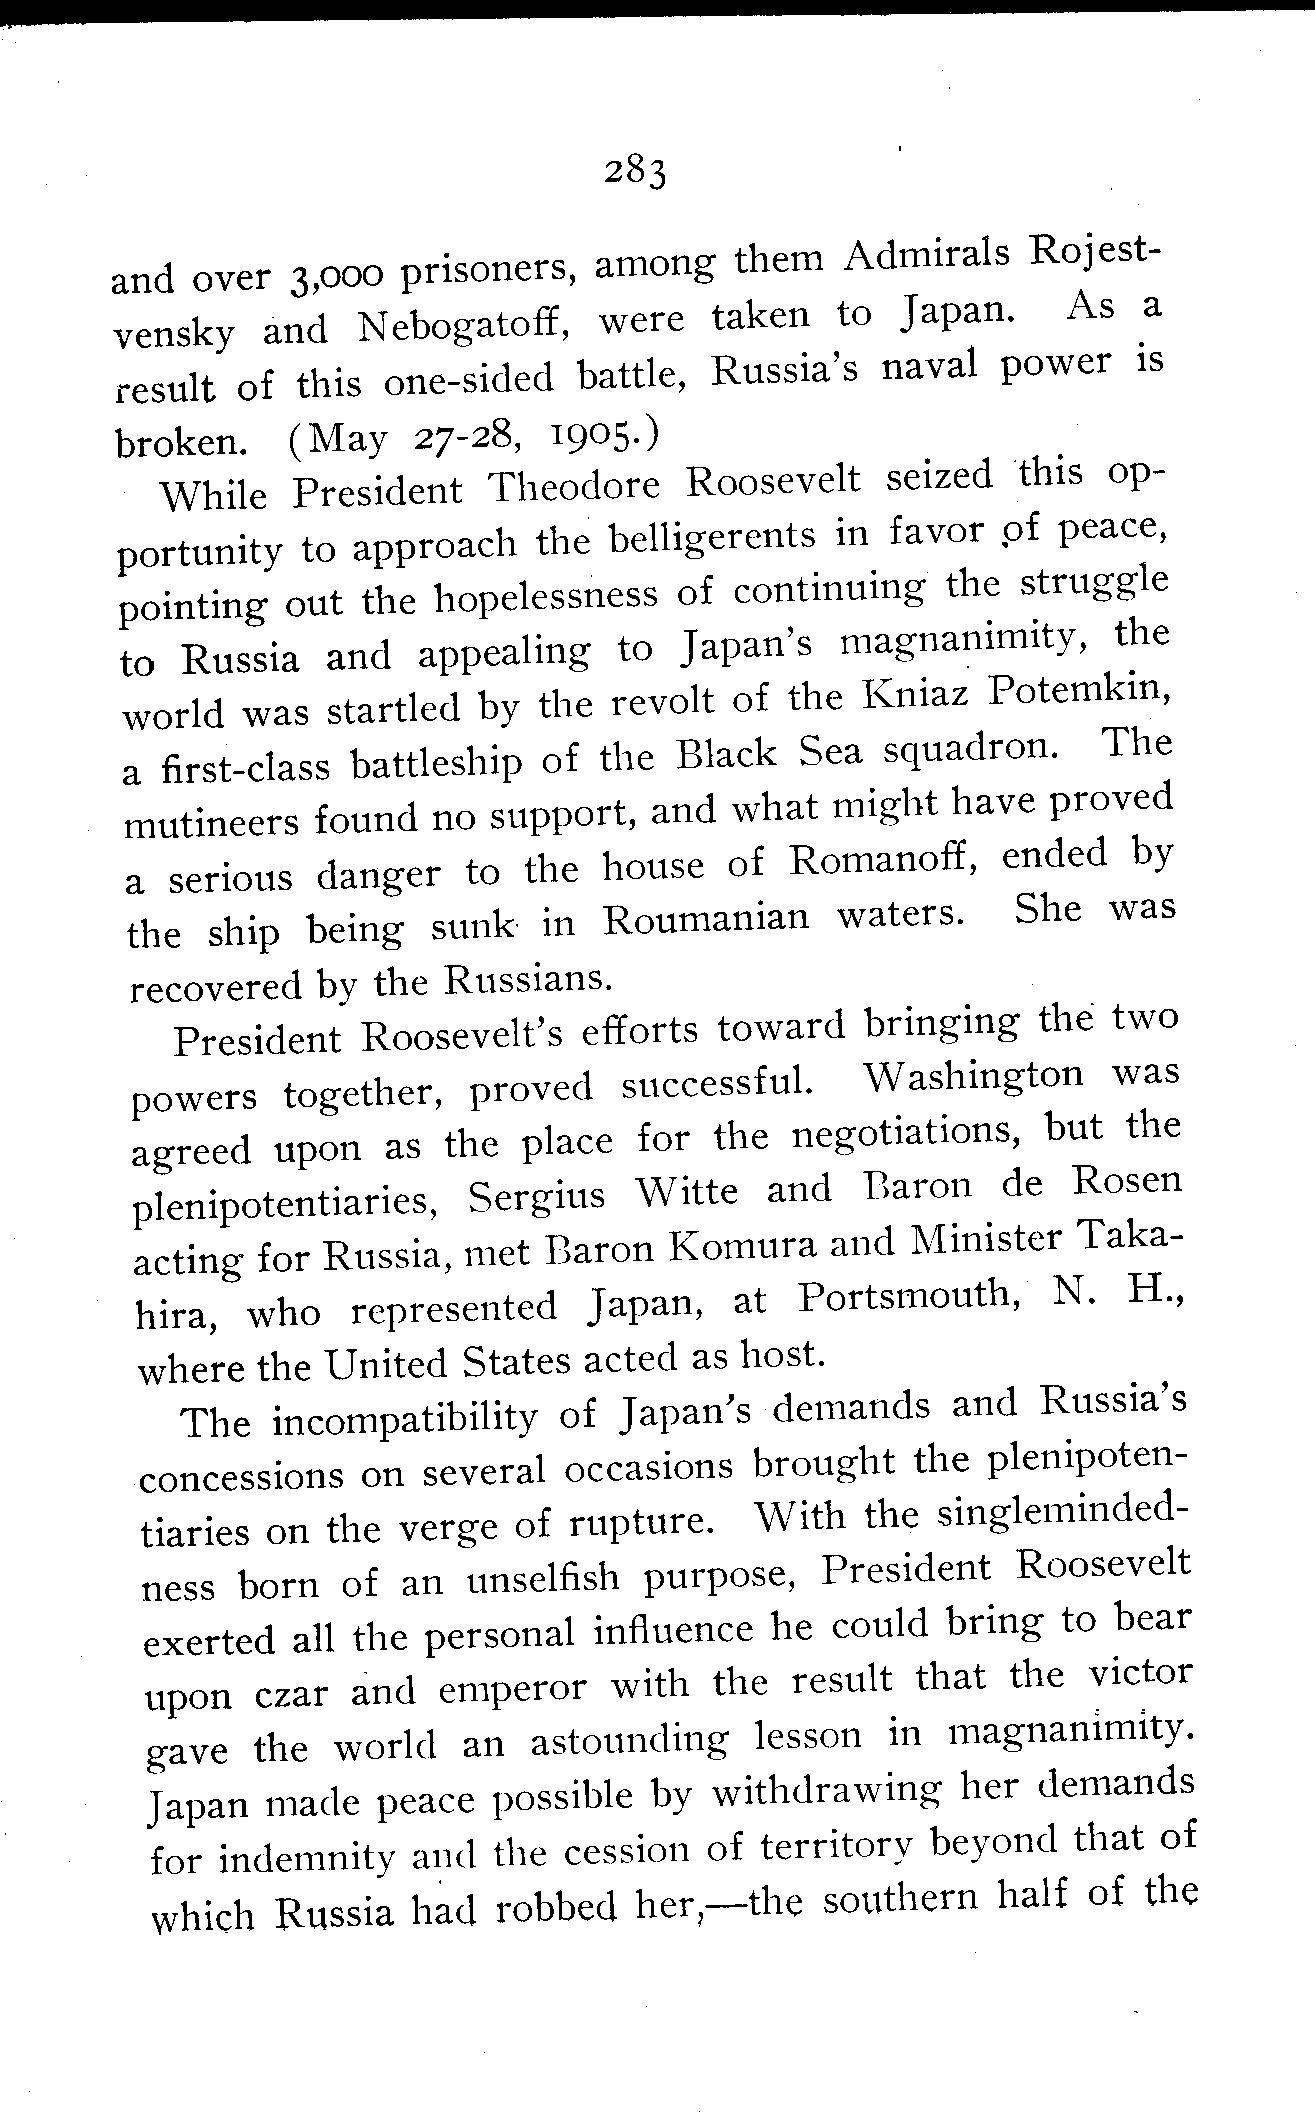 283
and over 3,000 prisoners, among them Admirals Rojest-
vensky and Nebogatoff, were taken to Japan. As a
result of this one-sided battle, Russia's naval power is
broken. (May 27-28, 1905.)
While President Theodore Roosevelt seized this op-
portunity to approach the belligerents in favor of peace,
pointing out the hopelessness of continuing the struggle
to Russia and appealing to Japan's magnanimity, the
world was startled by the revolt of the Kniaz Potemkin,
a first-class battleship of the Black Sea squadron. The
mutineers found no support, and what might have proved
a serious danger to the house of Romanoff, ended by
the ship being sunk in Roumanian waters. She was
recovered by the Russians.
President Roosevelt's efforts toward bringing the two
powers together, proved successful. Washington was
agreed upon as the place for the negotiations, but the
plenipotentiaries, Sergius Witte and Baron de Rosen
acting for Russia, met Baron Komura and Minister Taka-
hira, who represented Japan, at Portsmouth, N. H.,
where the United States acted as host.
The incompatibility of Japan's demands and Russia's
concessions on several occasions brought the plenipoten-
tiaries on the verge of rupture. With the singleminded-
ness born of an unselfish purpose, President Roosevelt
exerted all the personal influence he could bring to bear
upon czar and emperor with the result that the victor
gave the world an astounding lesson in magnanimity.
Japan made peace possible by withdrawing her demands
for indemnity and the cession of territory beyond that of
which Russia had robbed her,—the southern half of the